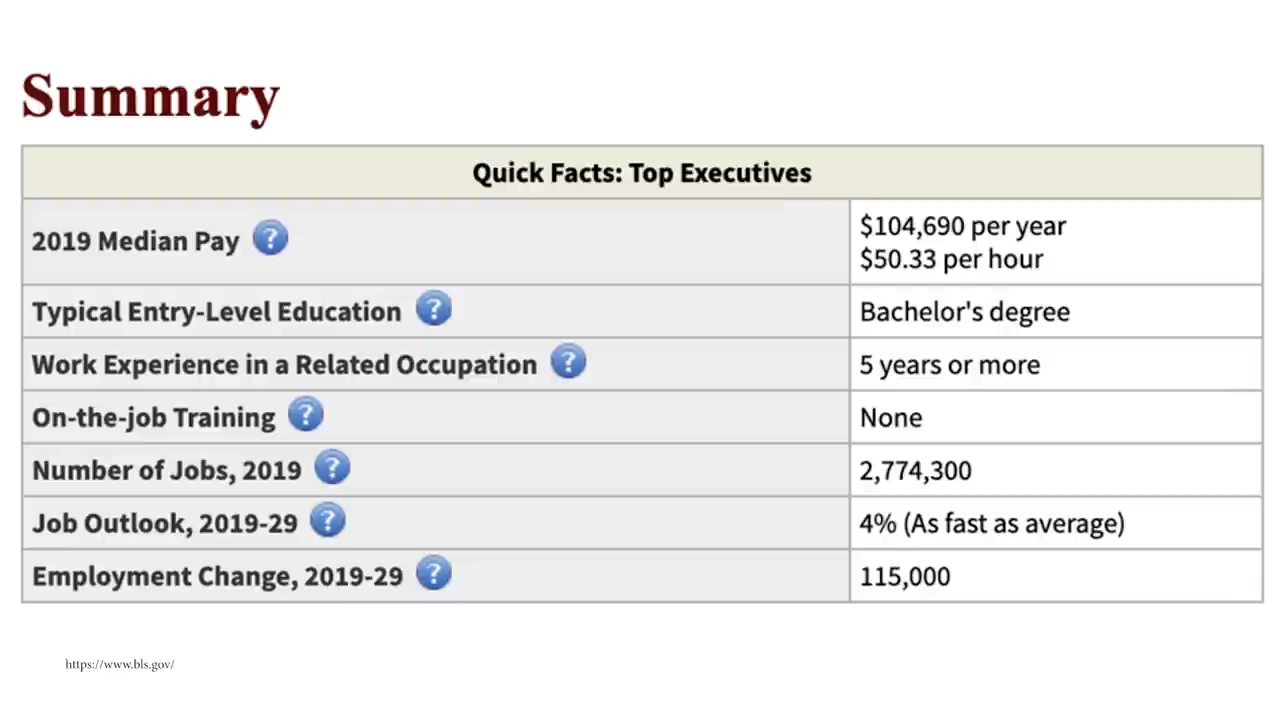 Summary
Quick Facts: Top Executives
2019 Median Pay ?
$104,690 per year
$50.33 per hour
Typical Entry-Level Education ?
Bachelor's degree
Work Experience in a Related Occupation ?
5 years or more
On-the-job Training ?
None
Number of Jobs, 2019 ?
2,774,300
Job Outlook, 2019-29 ?
4% (As fast as average)
Employment Change, 2019-29 ?
115,000
https://www.bls.gov/